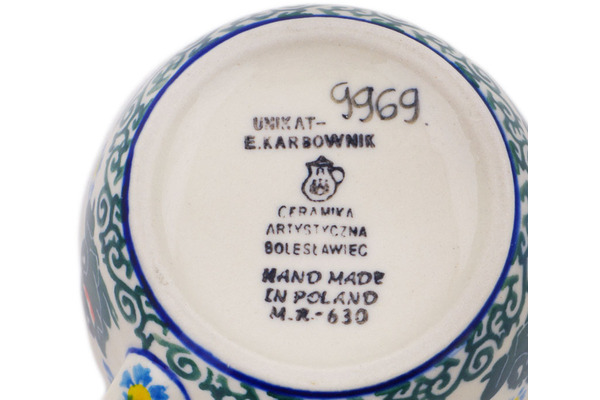 9969
UNIKAT-
E.KARBOWNIK
CERAMIKA
ARTYSTYCZNA
BOLESŁAWIEC
HAND MADE
IN POLAND
M.R-630